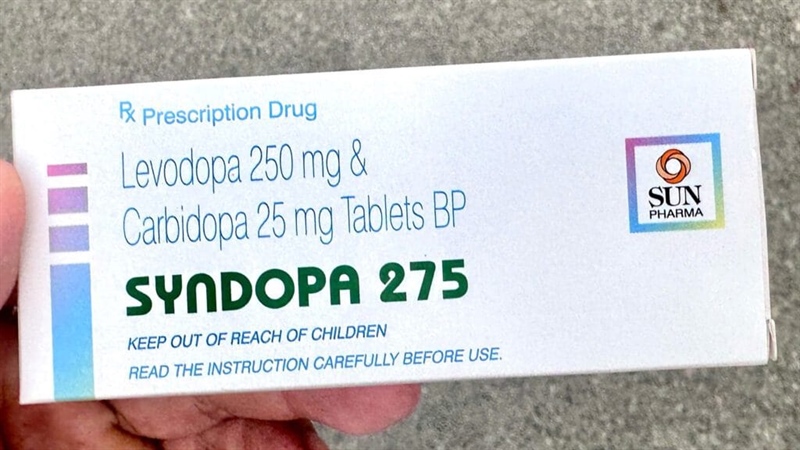 Rx Prescription Drug
Levodopa 250 mg &
Carbidopa 25 mg Tablets BP
SYNDOPA 275
KEEP OUT OF REACH OF CHILDREN
READ THE INSTRUCTION CAREFULLY BEFORE USE.
SUN
PHARMA